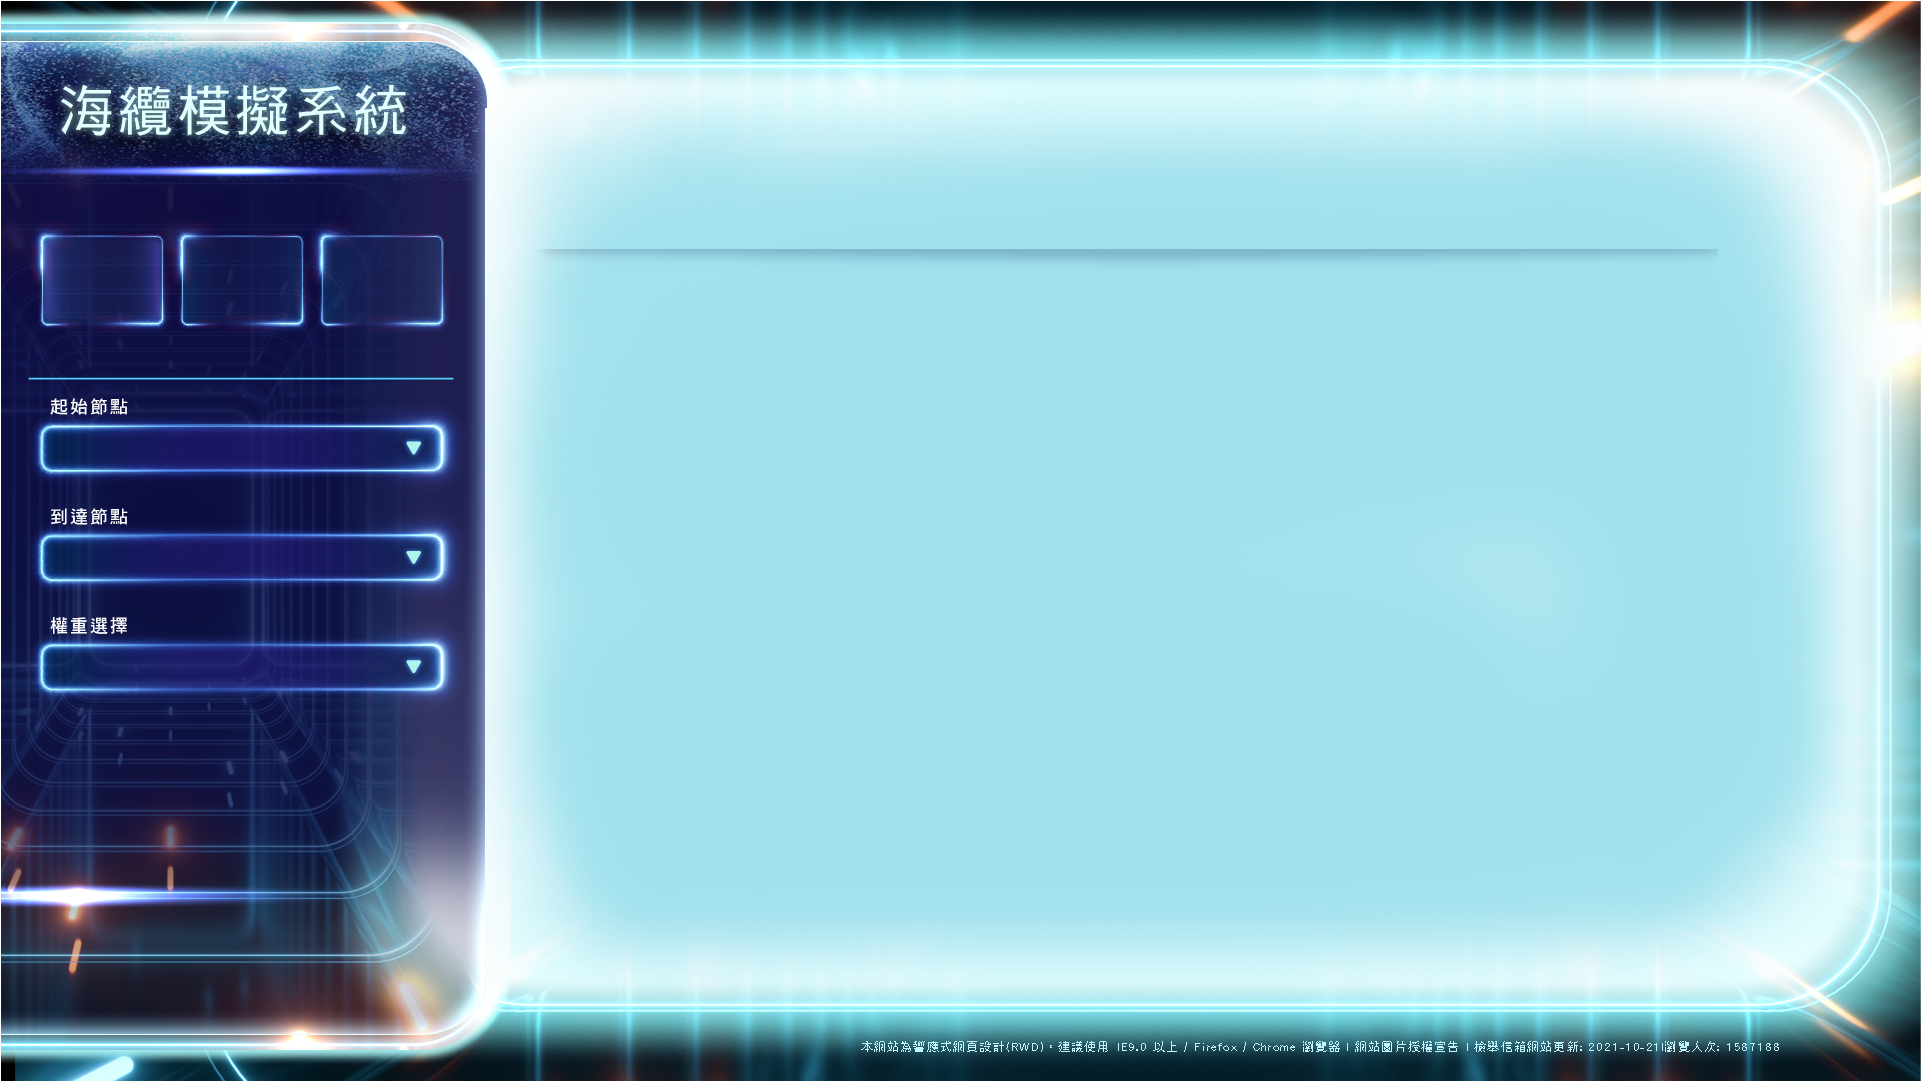 海纜模擬系統
起始節點
到達節點
權重選擇
本網站為響應式網頁設計(RWD)，建議使用 IE9.0 以上 / Firefox / Chrome 瀏覽器 | 網站圖片授權宣告 | 檢舉信箱網站更新: 2021-10-21|瀏覽人次: 1587188